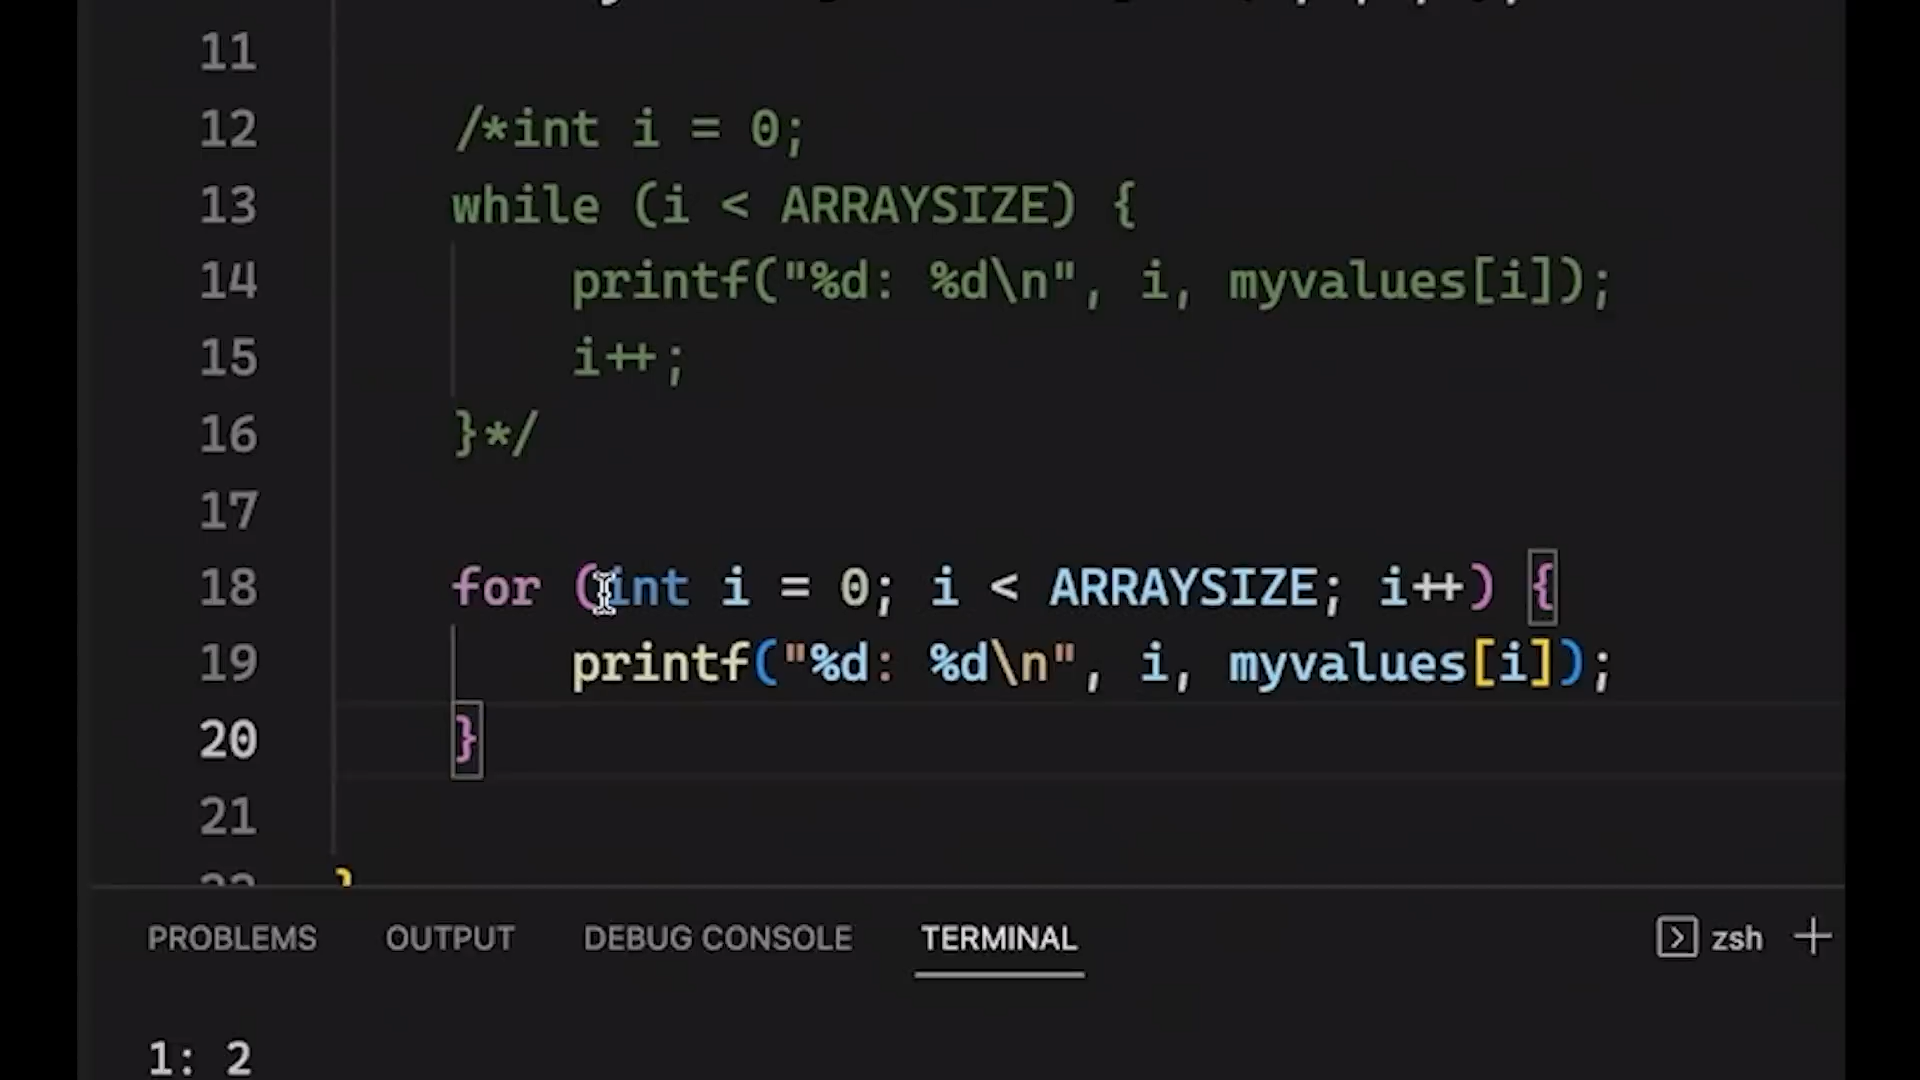 11
12 /*int i = 0;
13 while (i < ARRAYSIZE) {
14 printf("%d: %d\n", i, myvalues[i]);
15 i++;
16 }*/
17
18 for (int i = 0; i < ARRAYSIZE; i++) {
19 printf("%d: %d\n", i, myvalues[i]);
20 }
21
22 }
PROBLEMS OUTPUT DEBUG CONSOLE TERMINAL zsh +
1: 2